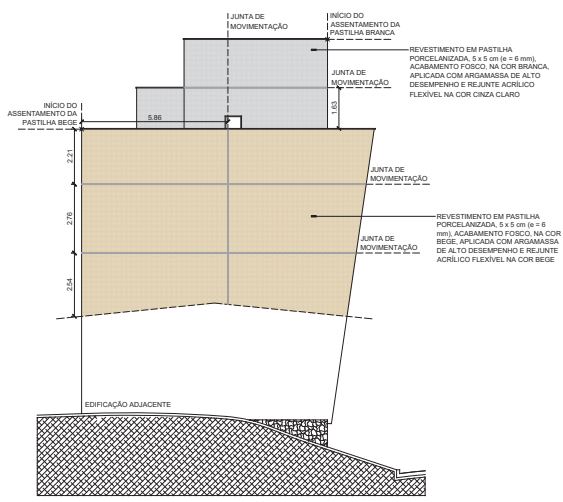 JUNTA DE
MOVIMENTAÇÃO
INÍCIO DO
ASSENTAMENTO DA
PASTILHA BRANCA
REVESTIMENTO EM PASTILHA
PORCELANIZADA, 5 x 5 cm (e = 6 mm),
ACABAMENTO FOSCO, NA COR BRANCA,
APLICADA COM ARGAMASSA DE ALTO
DESEMPENHO E REJUNTE ACRÍLICO
FLEXÍVEL NA COR CINZA CLARO
JUNTA DE
MOVIMENTAÇÃO
1.63
INÍCIO DO
ASSENTAMENTO DA
PASTILHA BEGE
5.86
2.21
JUNTA DE
MOVIMENTAÇÃO
2.76
REVESTIMENTO EM PASTILHA
PORCELANIZADA, 5 x 5 cm (e = 6
mm), ACABAMENTO FOSCO, NA COR
BEGE, APLICADA COM ARGAMASSA
DE ALTO DESEMPENHO E REJUNTE
ACRÍLICO FLEXÍVEL NA COR BEGE
JUNTA DE
MOVIMENTAÇÃO
2.54
EDIFICAÇÃO ADJACENTE